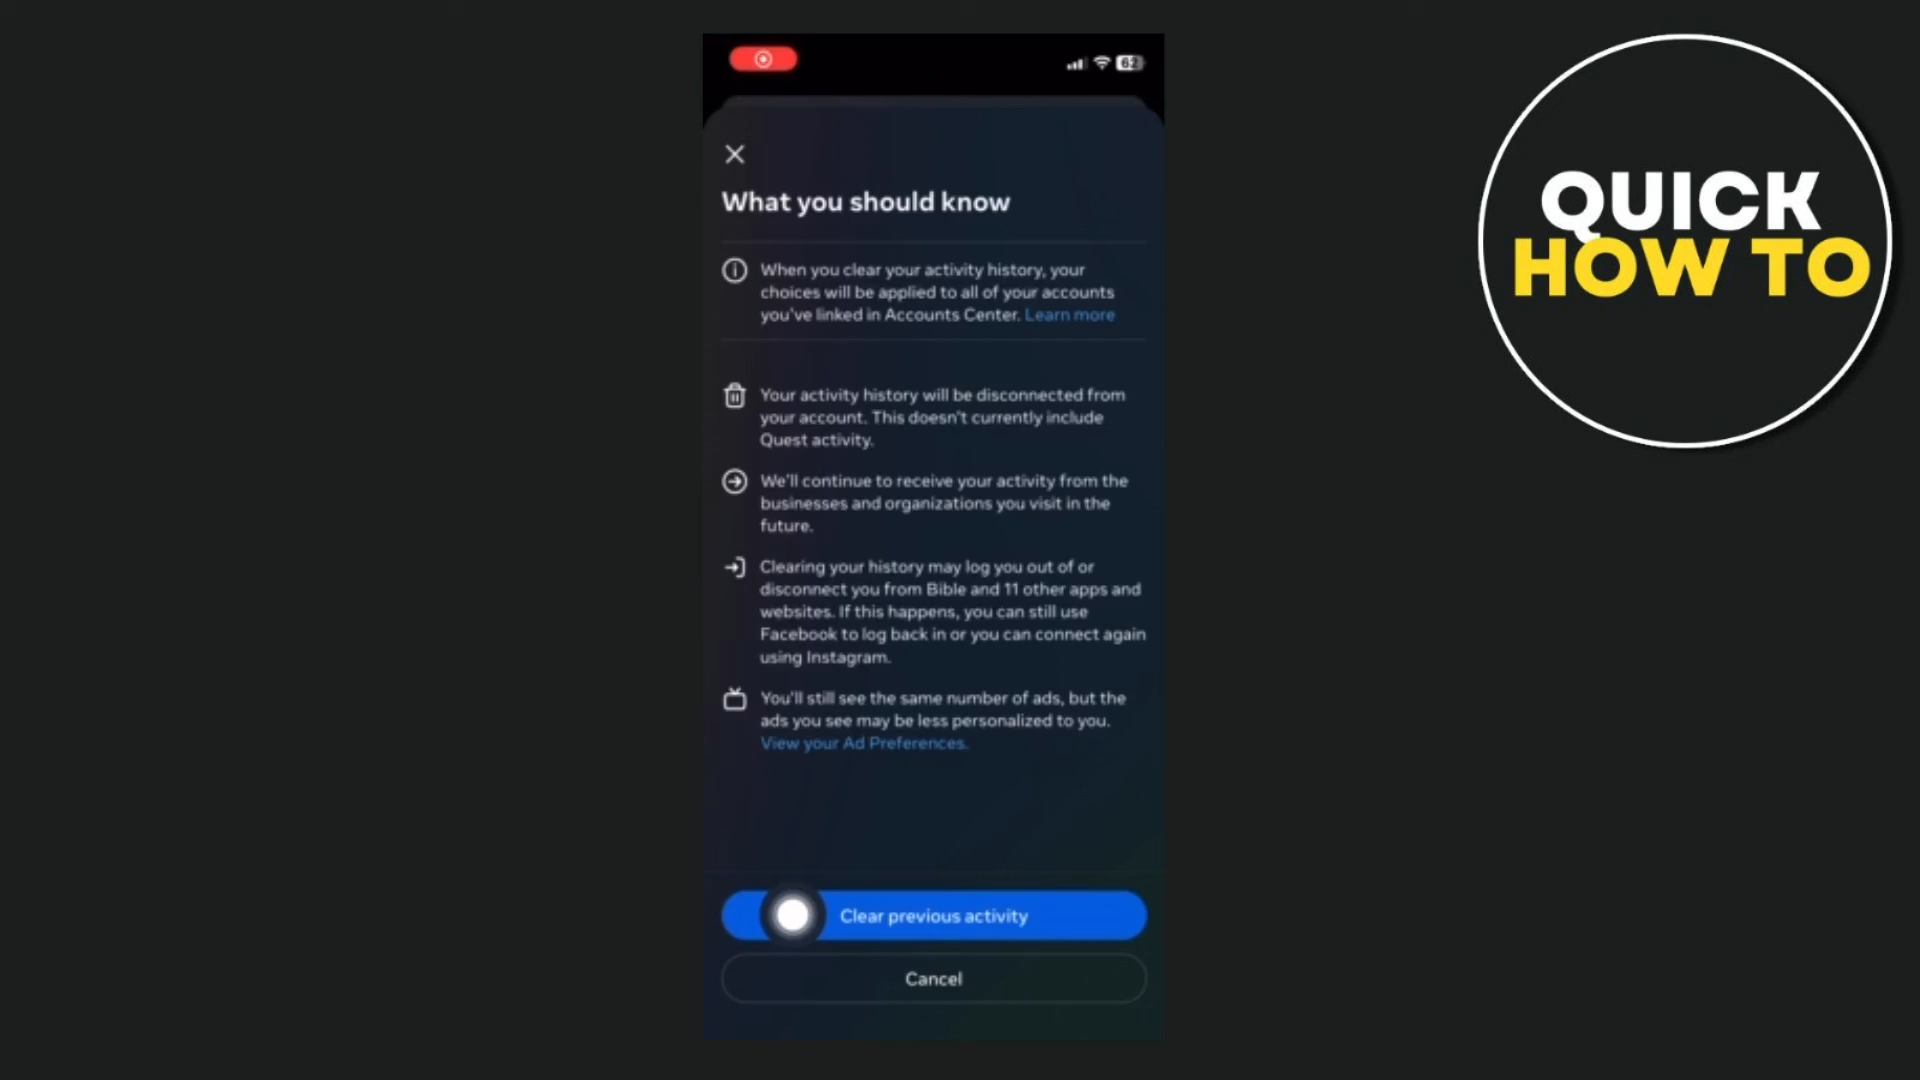 62
What you should know
When you clear your activity history, your
choices will be applied to all of your accounts
you've linked in Accounts Center. Learn more
Your activity history will be disconnected from
your account. This doesn't currently include
Quest activity.
We'll continue to receive your activity from the
businesses and organizations you visit in the
future.
Clearing your history may log you out of or
disconnect you from Bible and 11 other apps and
websites. If this happens, you can still use
Facebook to log back in or you can connect again
using Instagram.
You'll still see the same number of ads, but the
ads you see may be less personalized to you.
View your Ad Preferences.
Clear previous activity
Cancel
QUICK
HOW TO